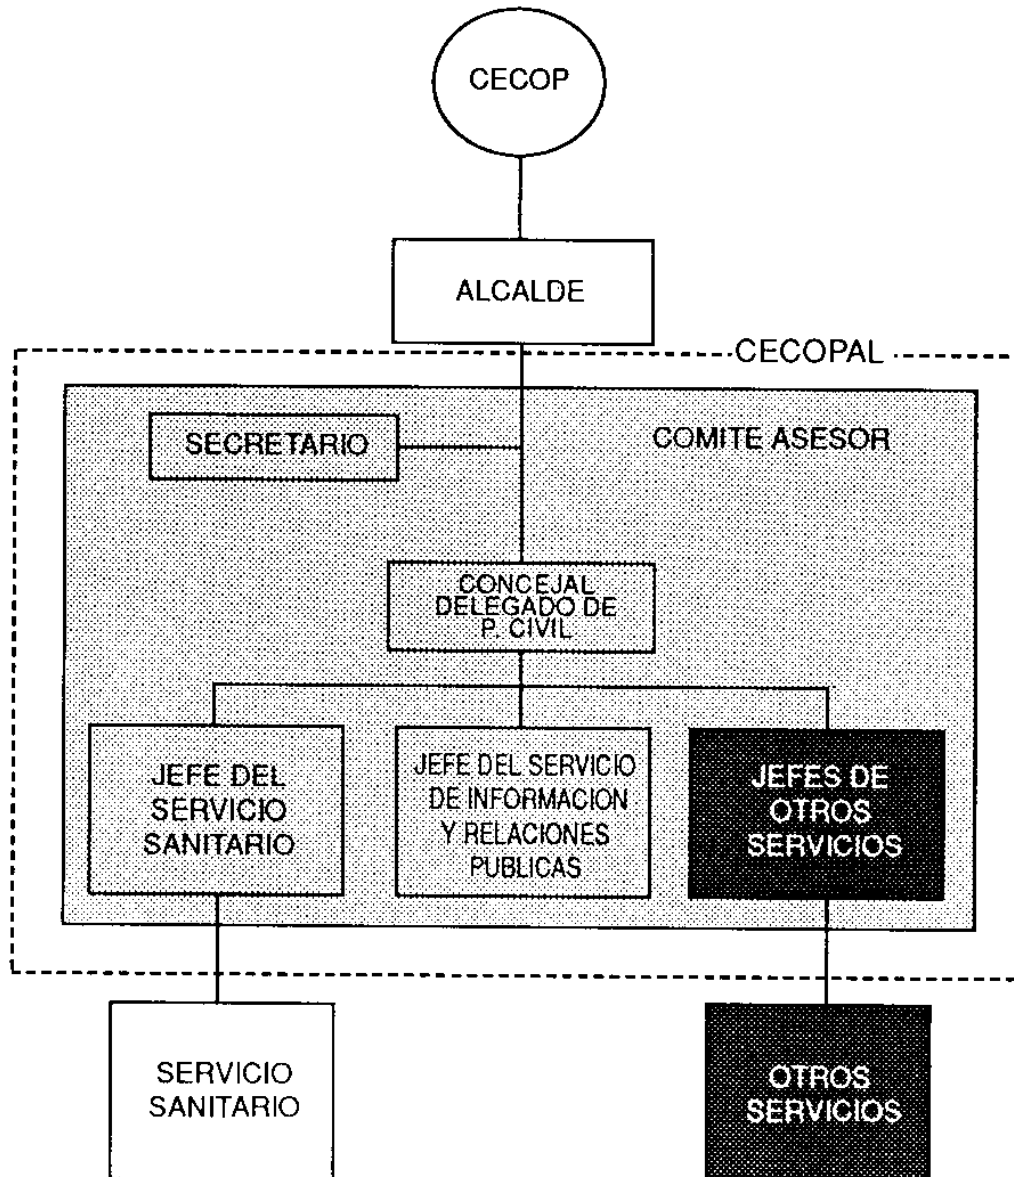 CECOP
ALCALDE
CECOPAL
SECRETARIO
COMITE ASESOR
CONCEJAL
DELEGADO DE
P. CIVIL
JEFE DEL
SERVICIO
SANITARIO
JEFE DEL SERVICIO
DE INFORMACION
Y RELACIONES
PUBLICAS
JEFES DE
OTROS
SERVICIOS
SERVICIO
SANITARIO
OTROS
SERVICIOS